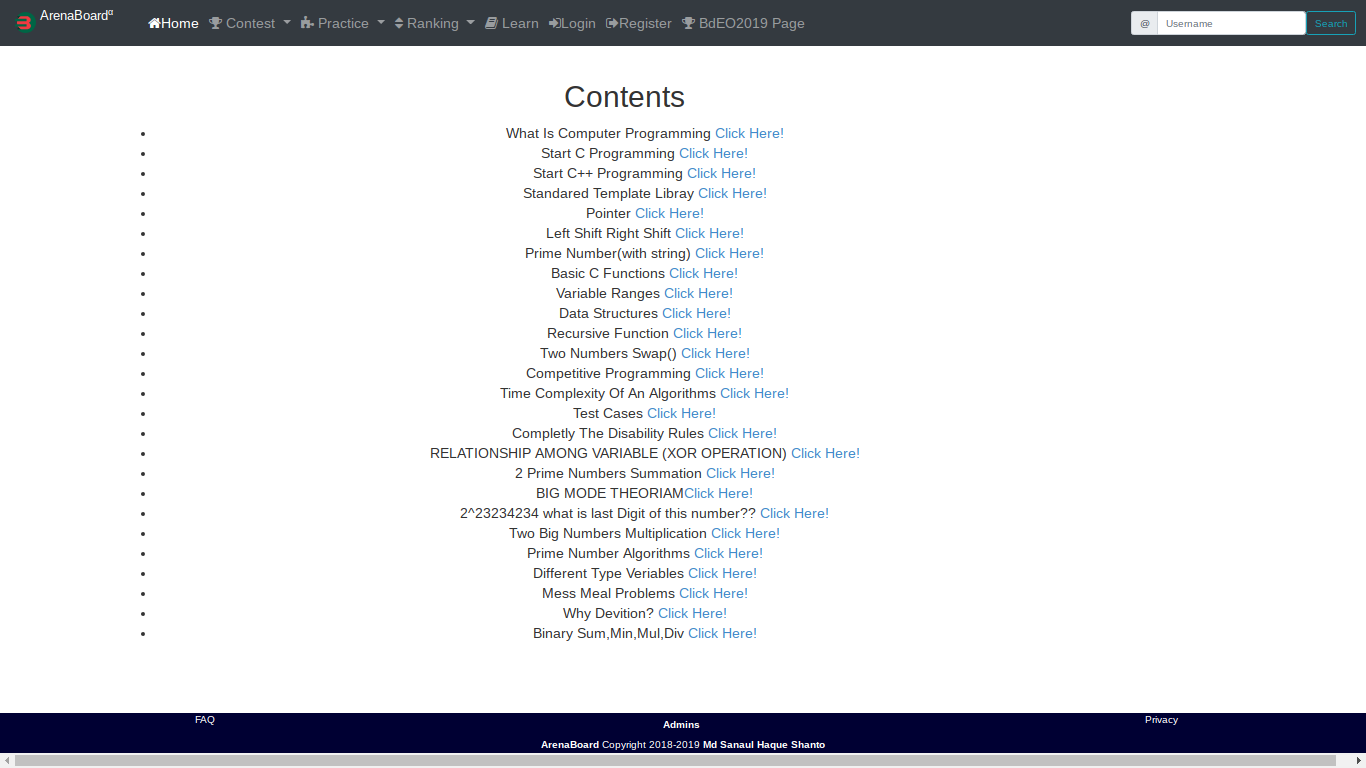 ArenaBoardα Home Contest Practice Ranking Learn Login Register BdEO2019 Page @ Username Search
Contents
What Is Computer Programming Click Here!
Start C Programming Click Here!
Start C++ Programming Click Here!
Standared Template Libray Click Here!
Pointer Click Here!
Left Shift Right Shift Click Here!
Prime Number(with string) Click Here!
Basic C Functions Click Here!
Variable Ranges Click Here!
Data Structures Click Here!
Recursive Function Click Here!
Two Numbers Swap() Click Here!
Competitive Programming Click Here!
Time Complexity Of An Algorithms Click Here!
Test Cases Click Here!
Completly The Disability Rules Click Here!
RELATIONSHIP AMONG VARIABLE (XOR OPERATION) Click Here!
2 Prime Numbers Summation Click Here!
BIG MODE THEORIAMClick Here!
2^23234234 what is last Digit of this number?? Click Here!
Two Big Numbers Multiplication Click Here!
Prime Number Algorithms Click Here!
Different Type Veriables Click Here!
Mess Meal Problems Click Here!
Why Devition? Click Here!
Binary Sum,Min,Mul,Div Click Here!
FAQ Admins Privacy
ArenaBoard Copyright 2018-2019 Md Sanaul Haque Shanto